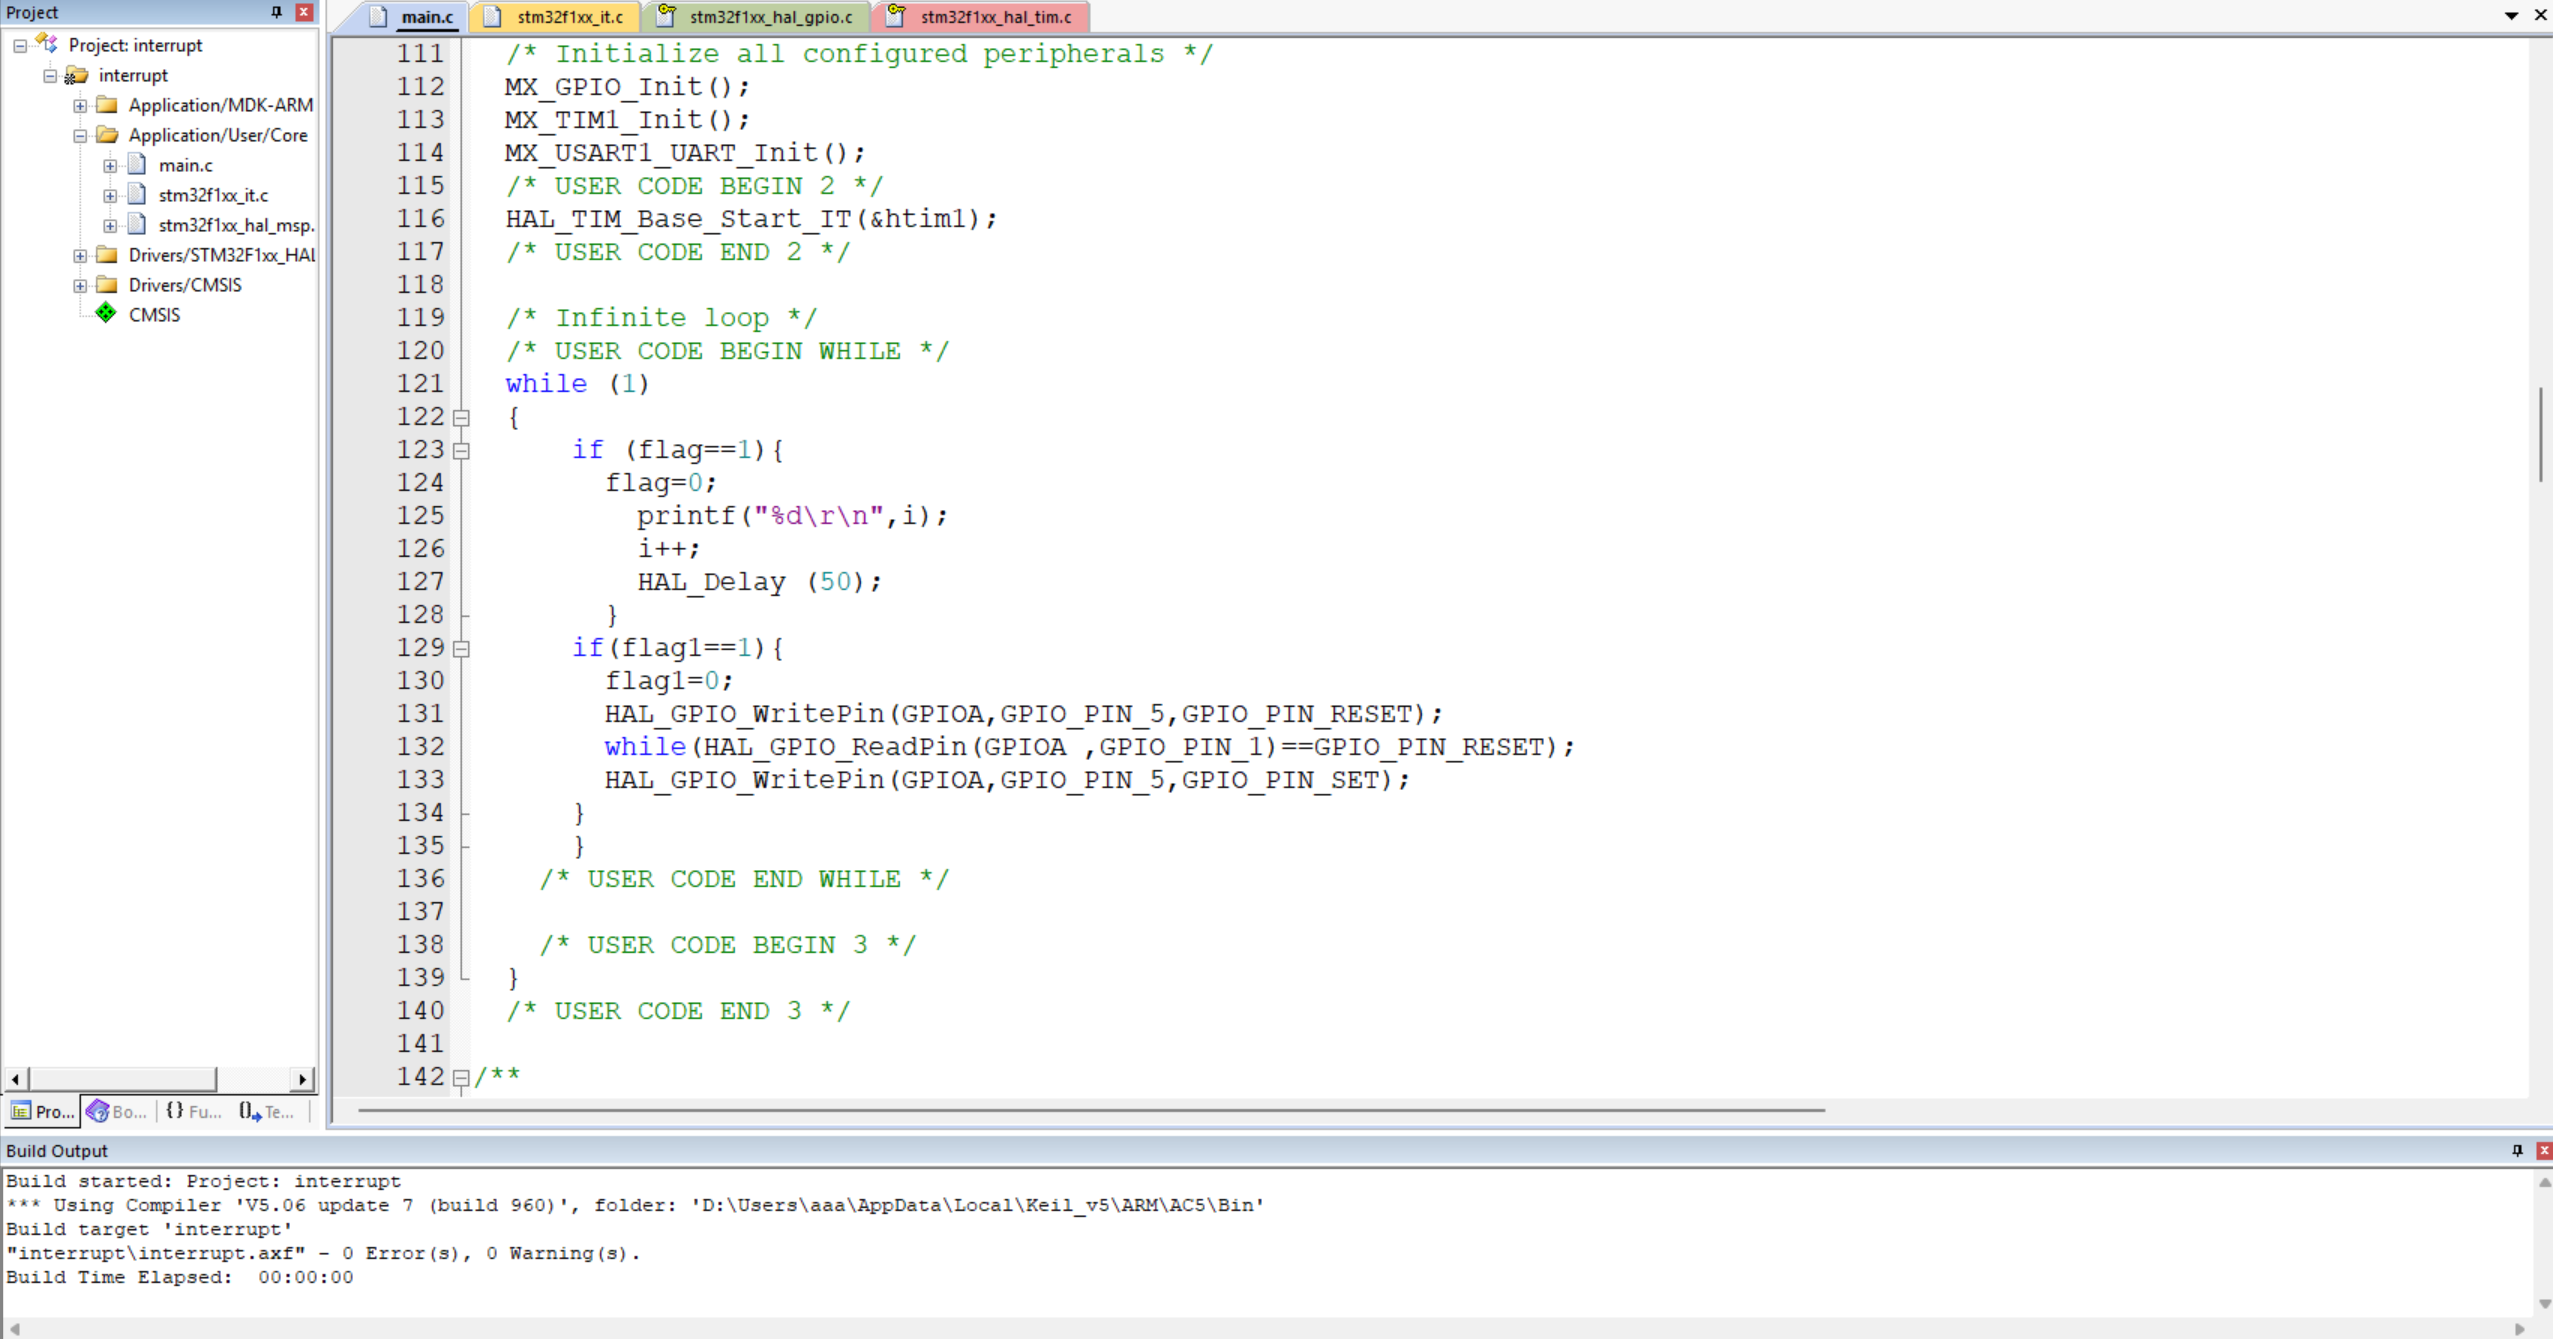 Project
Project: interrupt
interrupt
Application/MDK-ARM
Application/User/Core
main.c
stm32f1xx_it.c
stm32f1xx_hal_msp.
Drivers/STM32F1xx_HAL
Drivers/CMSIS
CMSIS
Pro... Bo... {} Fu... Te...
main.c stm32f1xx_it.c stm32f1xx_hal_gpio.c stm32f1xx_hal_tim.c
111 /* Initialize all configured peripherals */
112 MX_GPIO_Init();
113 MX_TIM1_Init();
114 MX_USART1_UART_Init();
115 /* USER CODE BEGIN 2 */
116 HAL_TIM_Base_Start_IT(&htim1);
117 /* USER CODE END 2 */
118
119 /* Infinite loop */
120 /* USER CODE BEGIN WHILE */
121 while (1)
122 {
123 if (flag==1){
124 flag=0;
125 printf("%d\r\n",i);
126 i++;
127 HAL_Delay (50);
128 }
129 if(flag1==1){
130 flag1=0;
131 HAL_GPIO_WritePin(GPIOA,GPIO_PIN_5,GPIO_PIN_RESET);
132 while(HAL_GPIO_ReadPin(GPIOA ,GPIO_PIN_1)==GPIO_PIN_RESET);
133 HAL_GPIO_WritePin(GPIOA,GPIO_PIN_5,GPIO_PIN_SET);
134 }
135 }
136 /* USER CODE END WHILE */
137
138 /* USER CODE BEGIN 3 */
139 }
140 /* USER CODE END 3 */
141
142 /**
Build Output
Build started: Project: interrupt
*** Using Compiler 'V5.06 update 7 (build 960)', folder: 'D:\Users\aaa\AppData\Local\Keil_v5\ARM\AC5\Bin'
Build target 'interrupt'
"interrupt\interrupt.axf" - 0 Error(s), 0 Warning(s).
Build Time Elapsed:  00:00:00